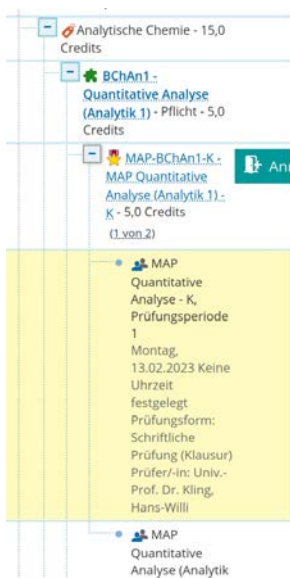 Analytische Chemie - 15,0
Credits
BChAn1 -
Quantitative Analyse
(Analytik 1) - Pflicht - 5,0
Credits
MAP-BChAn1-K -
MAP Quantitative
Analyse (Analytik 1) -
K - 5,0 Credits
(1 von 2)
MAP
Quantitative
Analyse - K,
Prüfungsperiode
1
Montag,
13.02.2023 Keine
Uhrzeit
festgelegt
Prüfungsform:
Schriftliche
Prüfung (Klausur)
Prüfer/-in: Univ.-
Prof. Dr. Kling,
Hans-Willi
MAP
Quantitative
Analyse (Analytik